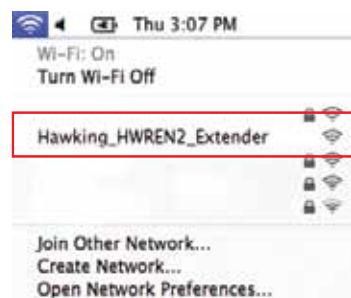 Thu 3:07 PM
Wi-Fi: On
Turn Wi-Fi Off
Hawking_HWREN2_Extender
Join Other Network...
Create Network...
Open Network Preferences...